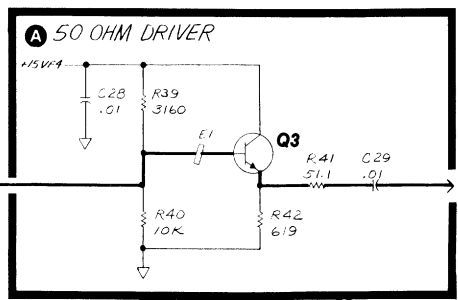 A 50 OHM DRIVER
+15VF4
C28
.01
R39
3160
E1
Q3
R41
51.1
C29
.01
R40
10K
R42
619